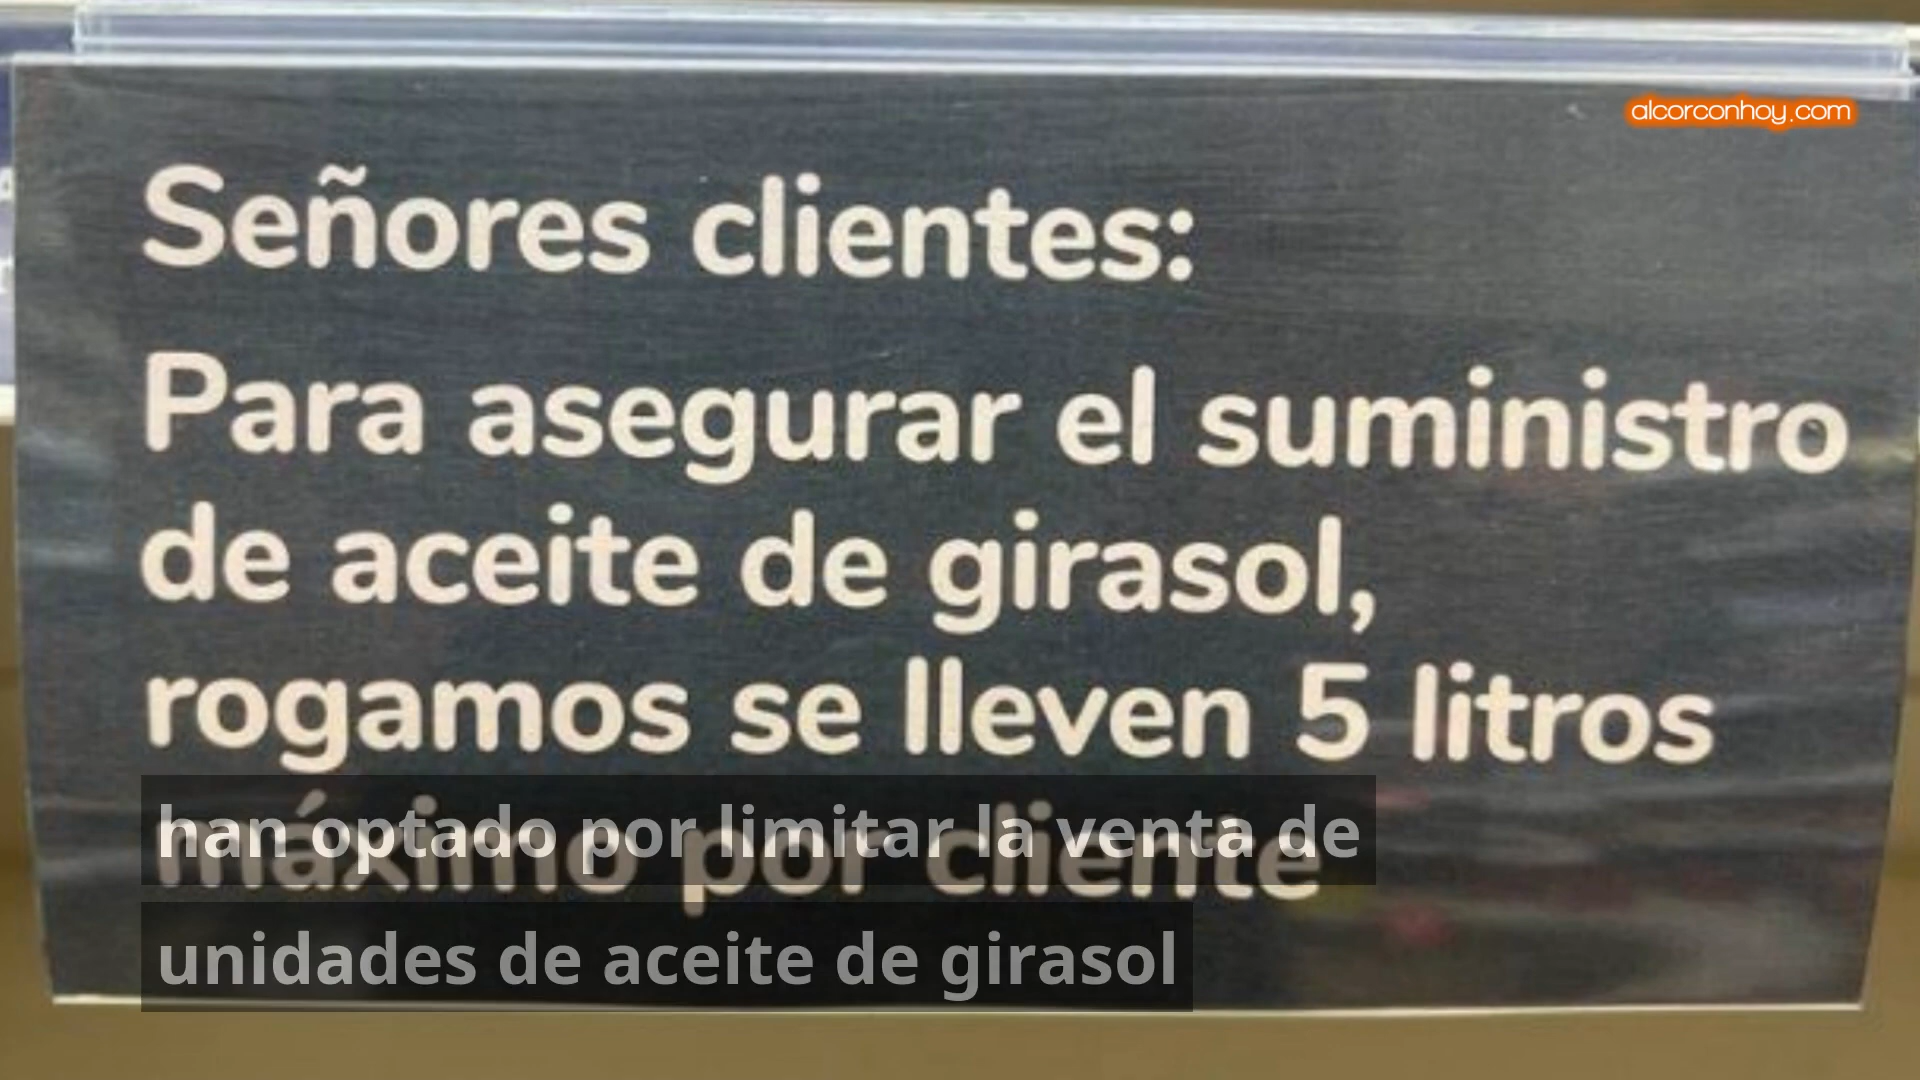 alcorconhoy.com
Señores clientes:
Para asegurar el suministro
de aceite de girasol,
rogamos se lleven 5 litros
máximo por cliente
han optado por limitar la venta de
unidades de aceite de girasol